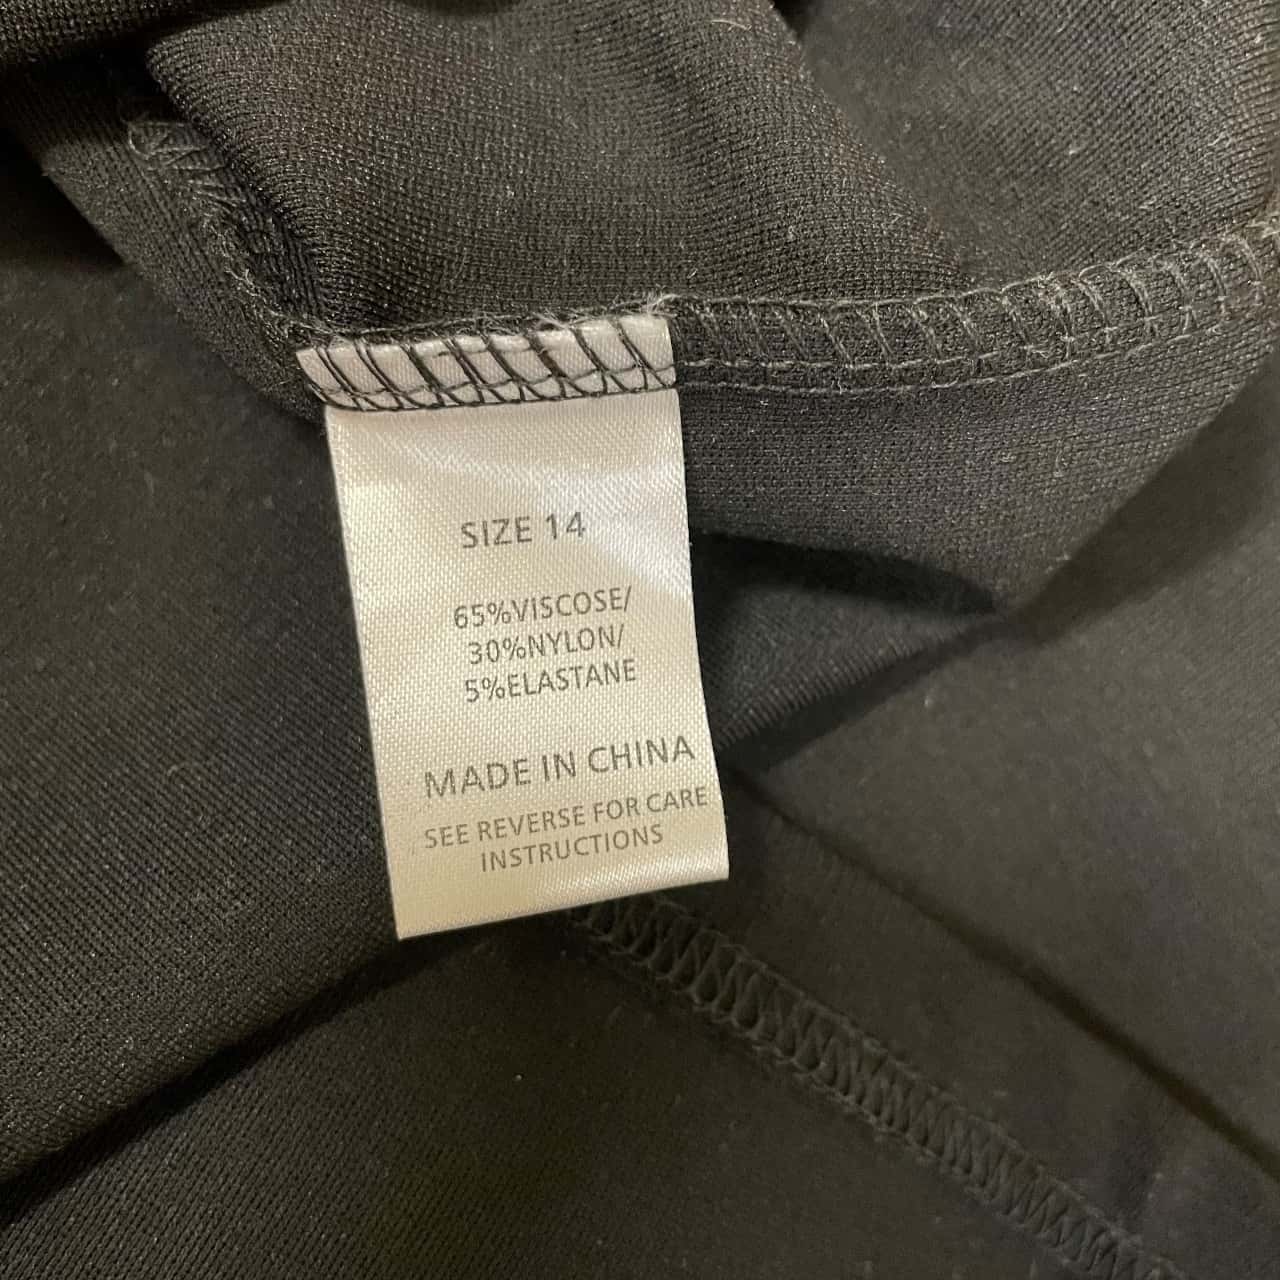 SIZE 14
65%VISCOSE/
30%NYLON/
5%ELASTANE
MADE IN CHINA
SEE REVERSE FOR CARE
INSTRUCTIONS